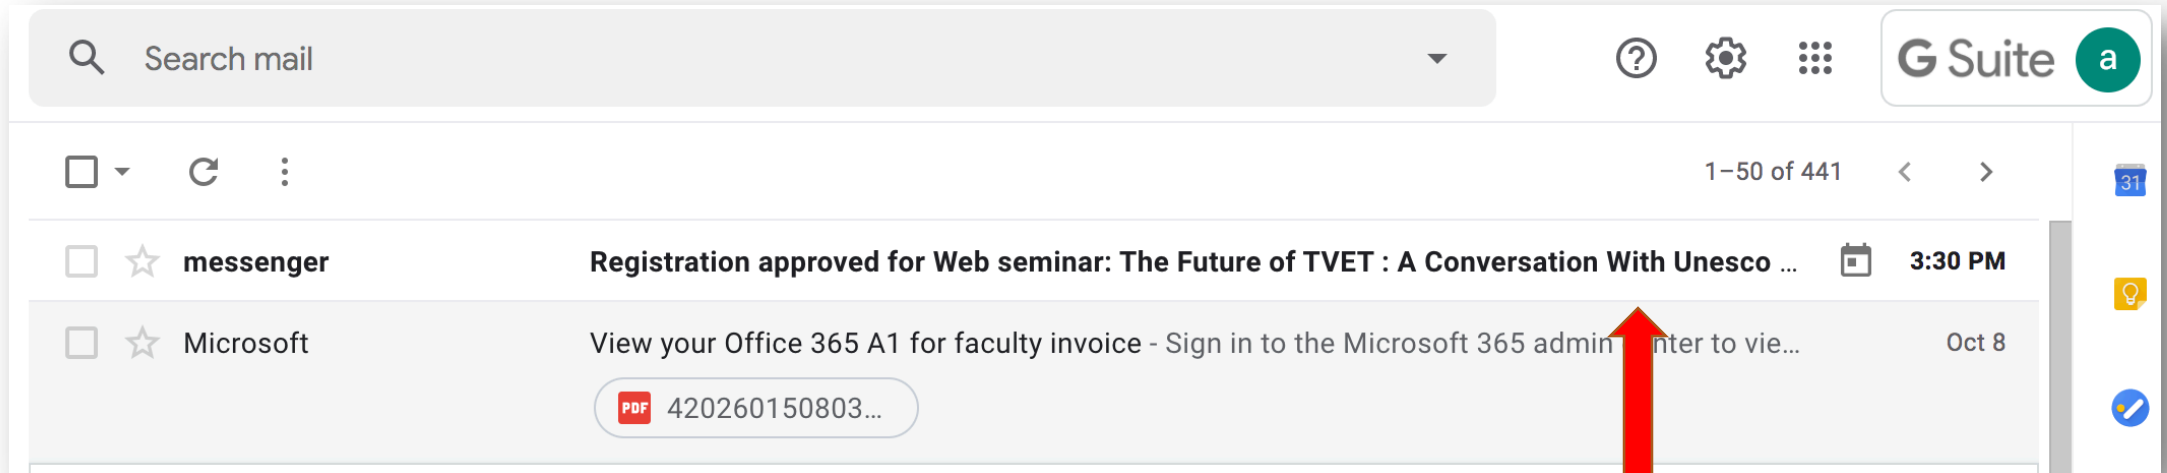 Search mail
G Suite a
1–50 of 441
31
messenger Registration approved for Web seminar: The Future of TVET : A Conversation With Unesco ... 3:30 PM
Microsoft View your Office 365 A1 for faculty invoice - Sign in to the Microsoft 365 admin to vie... Oct 8
PDF 420260150803...